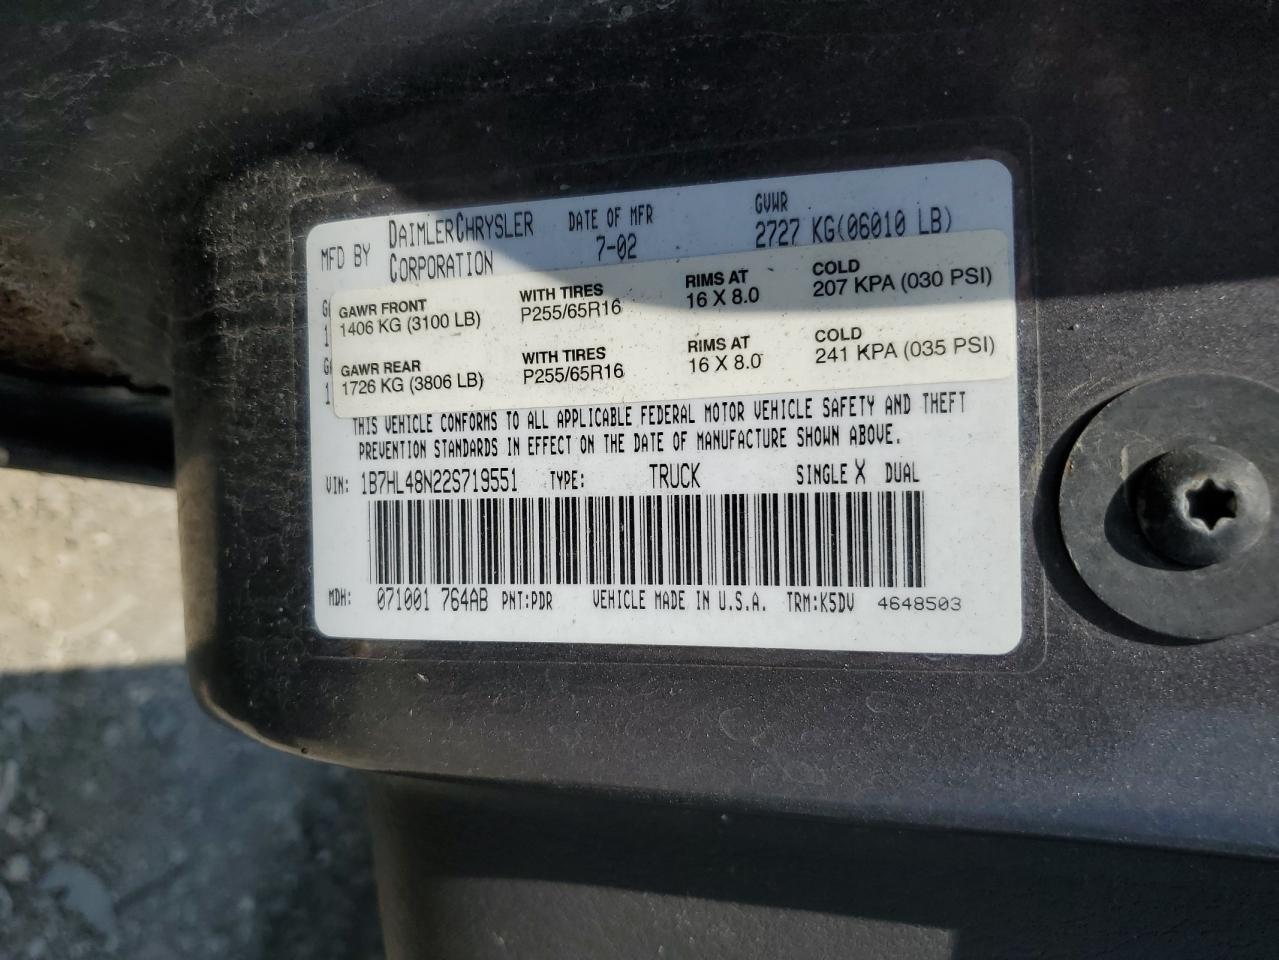 MFD BY DAIMLERCHRYSLER CORPORATION DATE OF MFR 7-02 GVWR 2727 KG(06010 LB)
GAWR FRONT WITH TIRES RIMS AT COLD
1406 KG (3100 LB) P255/65R16 16 X 8.0 207 KPA (030 PSI)
GAWR REAR WITH TIRES RIMS AT COLD
1726 KG (3806 LB) P255/65R16 16 X 8.0 241 KPA (035 PSI)
THIS VEHICLE CONFORMS TO ALL APPLICABLE FEDERAL MOTOR VEHICLE SAFETY AND THEFT
PREVENTION STANDARDS IN EFFECT ON THE DATE OF MANUFACTURE SHOWN ABOVE.
VIN: 1B7HL48N22S719551 TYPE: TRUCK SINGLE X DUAL
MDH: 071001 764AB PNT:PDR VEHICLE MADE IN U.S.A. TRM:K5DV 4648503